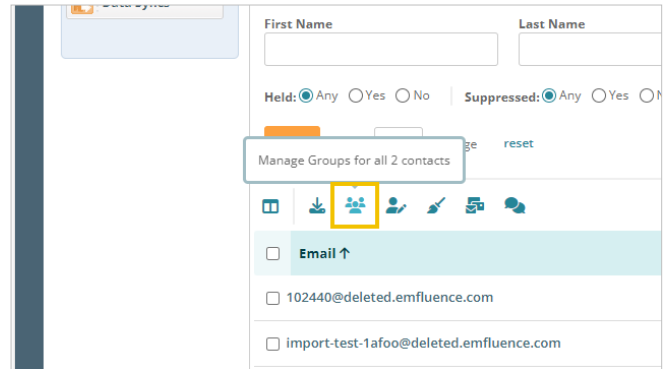 Data Syncs
First Name Last Name
Held: Any Yes No Suppressed: Any Yes
reset
Manage Groups for all 2 contacts
Email ↑
102440@deleted.emfluence.com
import-test-1afoo@deleted.emfluence.com